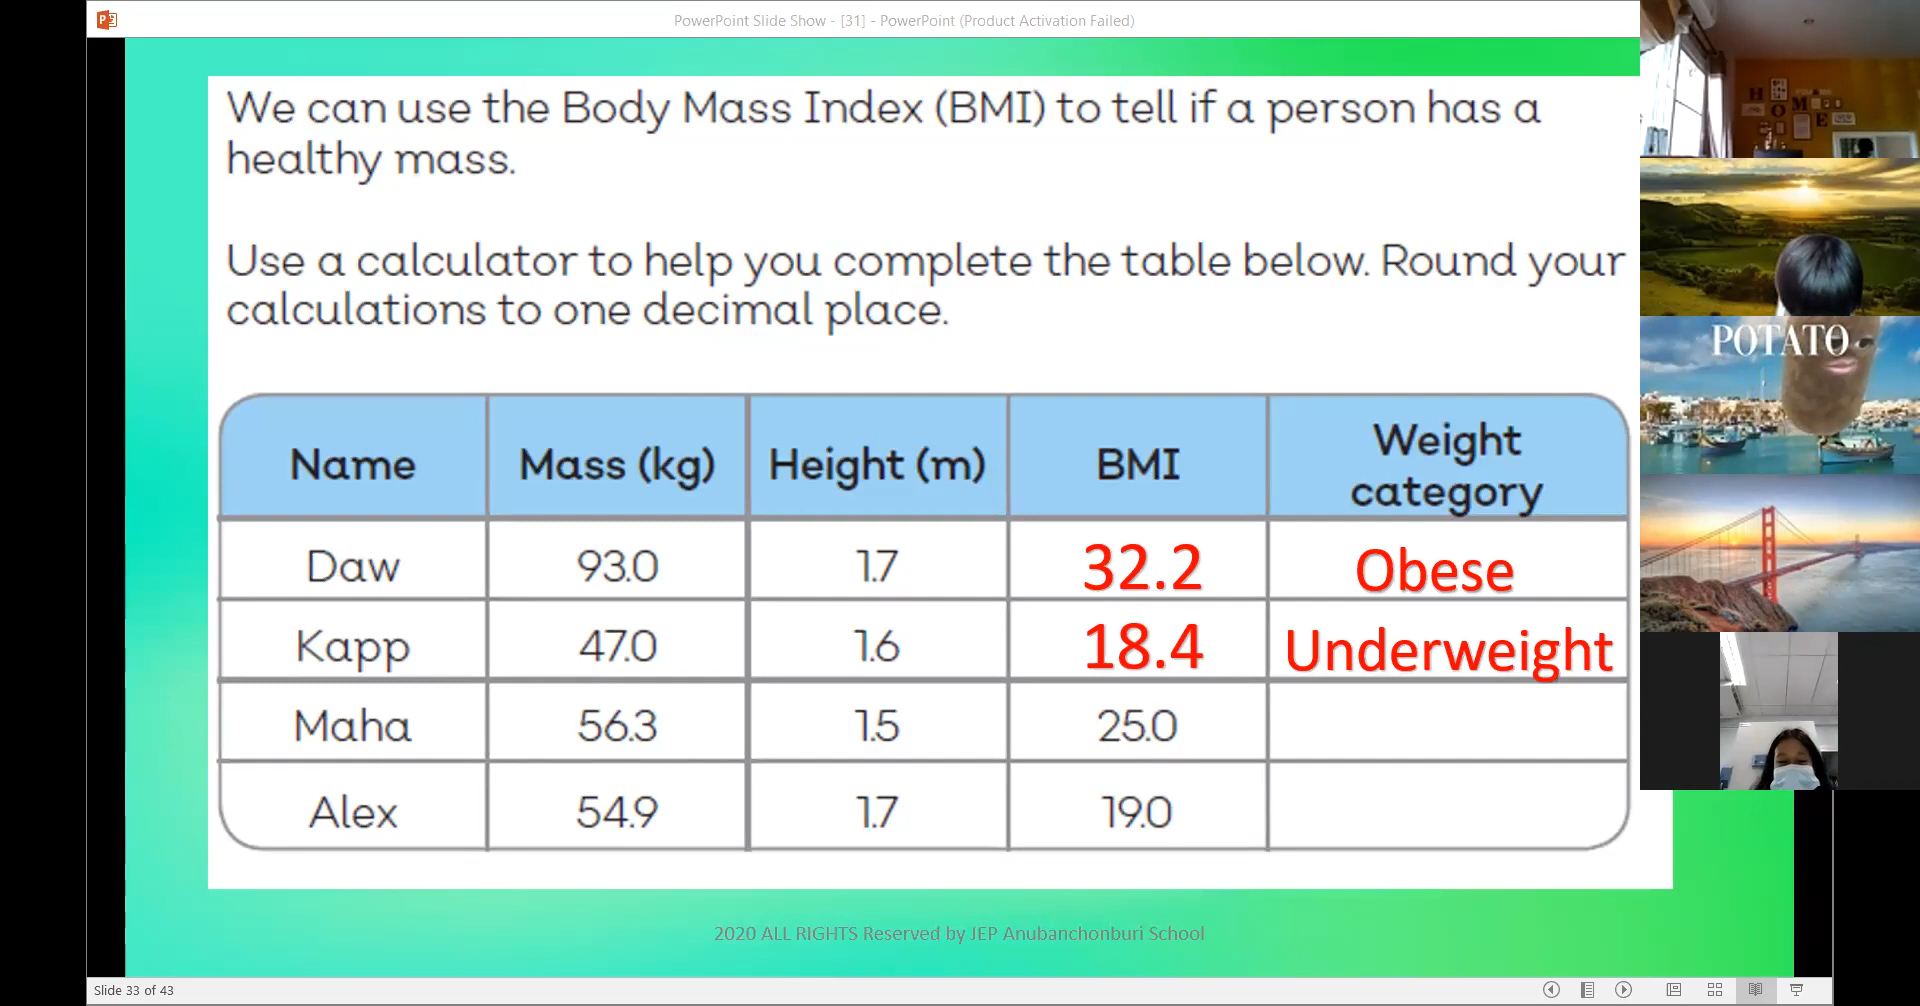 PowerPoint Slide Show - [31] - PowerPoint (Product Activation Failed)
We can use the Body Mass Index (BMI) to tell if a person has a
healthy mass.
Use a calculator to help you complete the table below. Round your
calculations to one decimal place.
Name Mass (kg) Height (m) BMI Weight category
Daw 93.0 1.7 32.2 Obese
Kapp 47.0 1.6 18.4 Underweight
Maha 56.3 1.5 25.0
Alex 54.9 1.7 19.0
2020 ALL RIGHTS Reserved by JEP Anubanchonburi School
Slide 33 of 43
HOME
POTATO